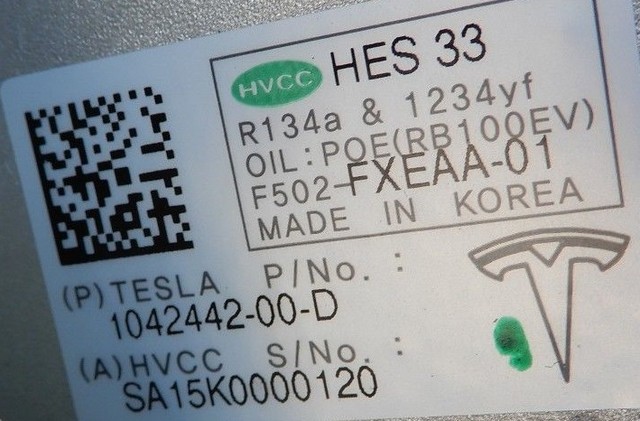 HVCC HES 33
R134a & 1234yf
OIL:POE(RB100EV)
F502-FXEAA-01
MADE IN KOREA
(P)TESLA P/No. :
1042442-00-D
(A)HVCC S/No. :
SA15K0000120